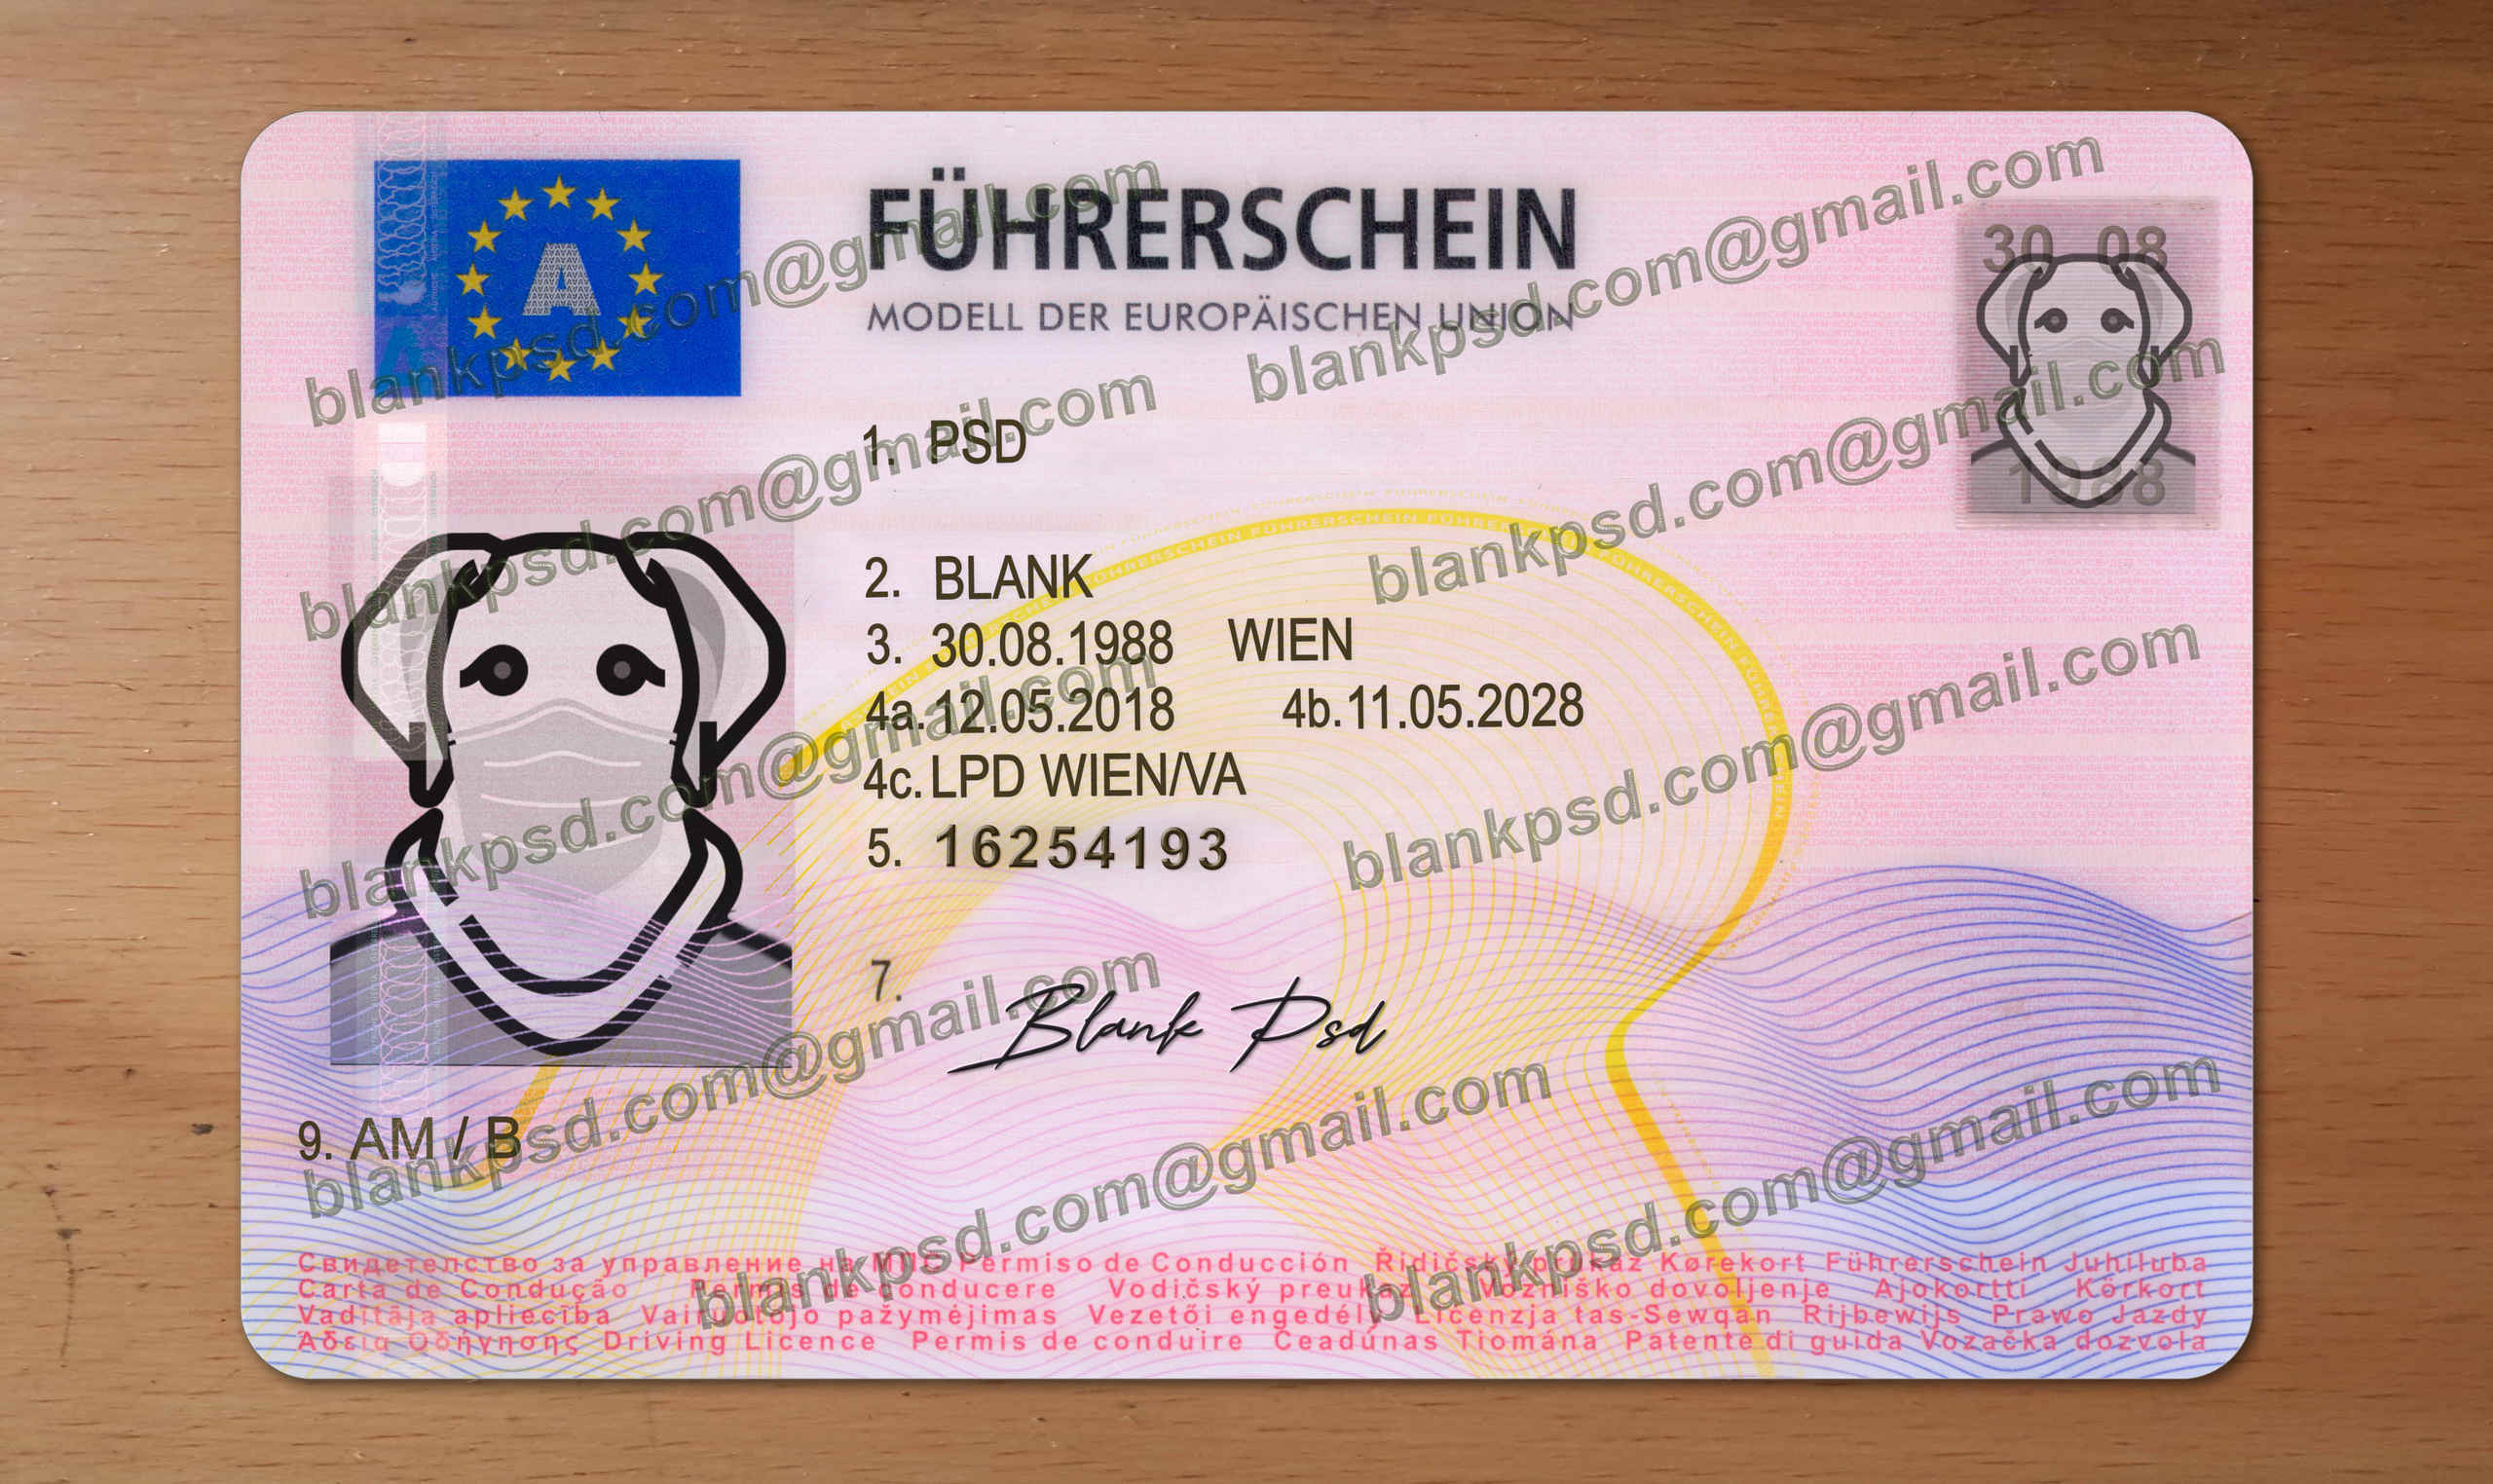 FÜHRERSCHEIN
MODELL DER EUROPÄISCHEN UNION
A
30 08
1988
1. PSD
2. BLANK
3. 30.08.1988 WIEN
4a. 12.05.2018 4b. 11.05.2028
4c. LPD WIEN/VA
5. 16254193
7.
Blank Psd
9. AM / B
Свидетелство за управление на МПС Permiso de Conducción Řidičský průkaz Kørekort Führerschein Juhiluba
Carta de Condução Permis de Conducere Vodičský preukaz Vozniško dovoljenje Ajokortti Körkort
Vadītāja apliecība Vairuotojo pažymėjimas Vezetői engedély Liċenzja tas-Sewqan Rijbewijs Prawo Jazdy
Άδεια Οδήγησης Driving Licence Permis de conduire Ceadúnas Tiomána Patente di guida Vozačka dozvola
blankpsd.com@gmail.com
blankpsd.com@gmail.com
blankpsd.com@gmail.com
blankpsd.com@gmail.com
blankpsd.com@gmail.com
blankpsd.com@gmail.com
blankpsd.com@gmail.com
blankpsd.com@gmail.com
blankpsd.com@gmail.com